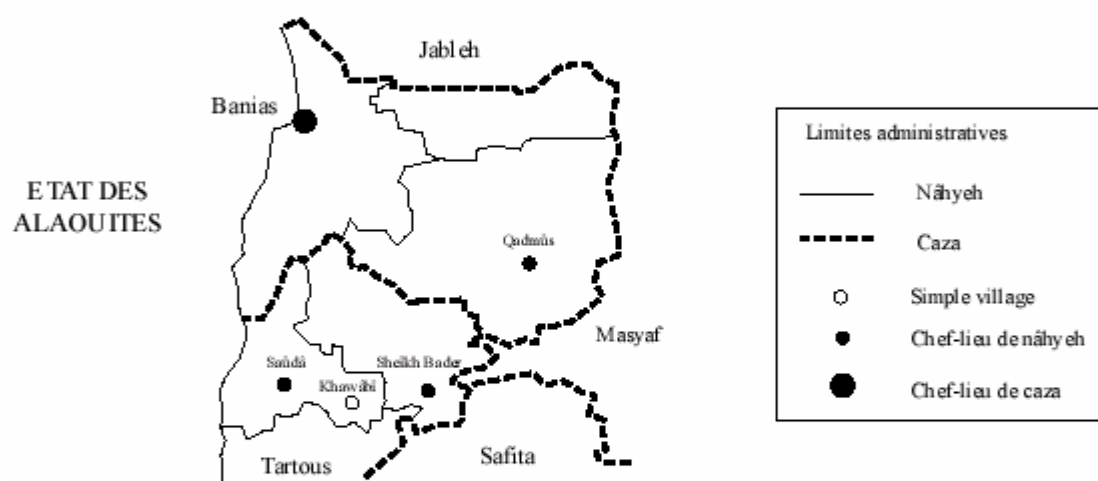 Jableh
Banias
ETAT DES
ALAOUITES
Qadmûs
Masyaf
Saûdâ
Khawâbî
Sheikh Bader
Tartous
Safita
Limites administratives
Nâhyeh
Caza
Simple village
Chef-lieu de nâhyeh
Chef-lieu de caza